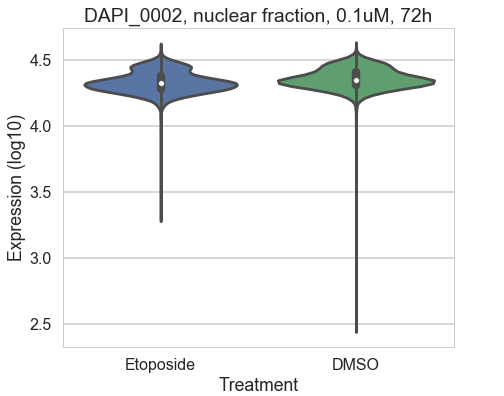 DAPI_0002, nuclear fraction, 0.1uM, 72h
4.5
4.0
3.5
3.0
2.5
Expression (log10)
Etoposide
DMSO
Treatment